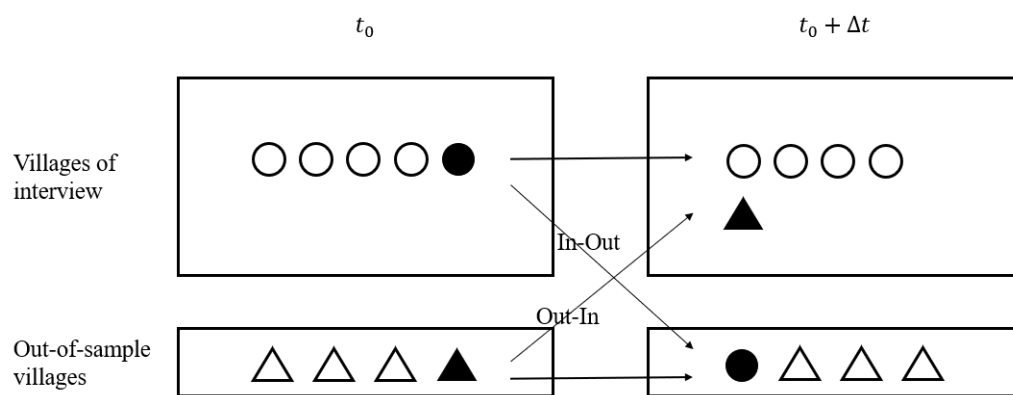 t₀
t₀ + Δt
Villages of
interview
In-Out
Out-In
Out-of-sample
villages